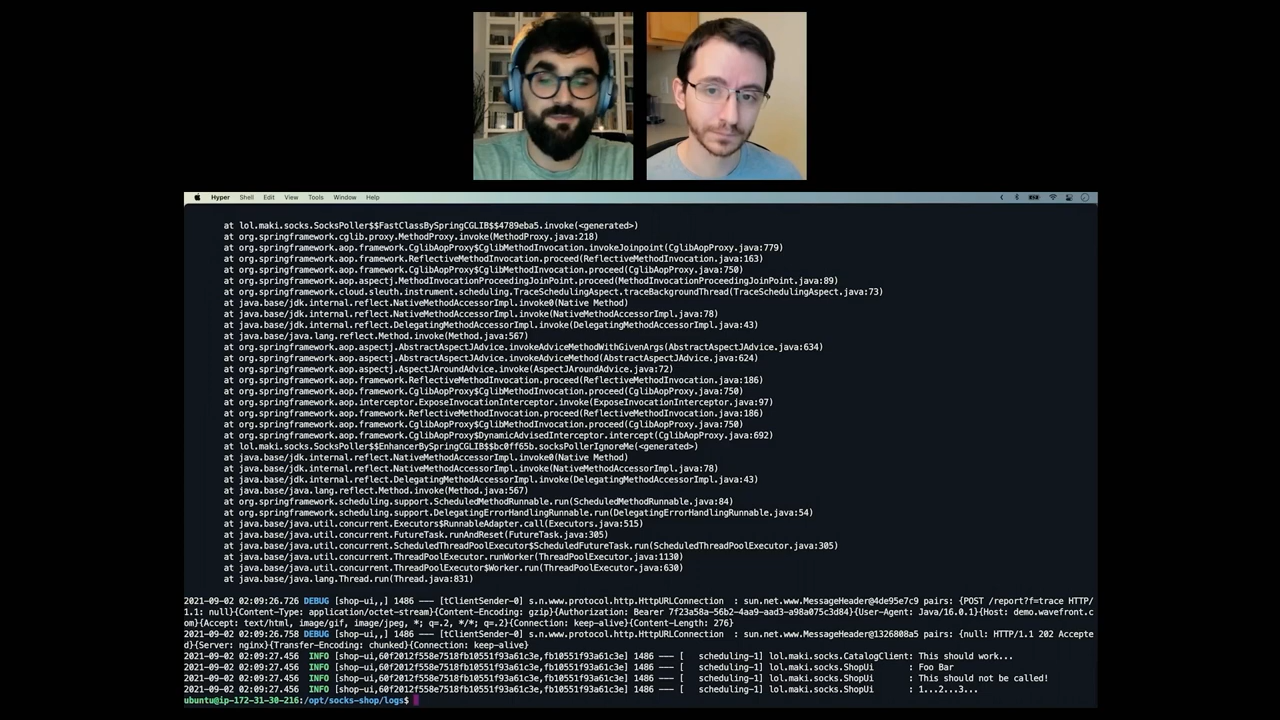 Hyper Shell Edit View Tools Window Help
at lol.maki.socks.SocksPoller$$FastClassBySpringCGLIB$$4789eba5.invoke(<generated>)
at org.springframework.cglib.proxy.MethodProxy.invoke(MethodProxy.java:218)
at org.springframework.aop.framework.CglibAopProxy$CglibMethodInvocation.invokeJoinpoint(CglibAopProxy.java:779)
at org.springframework.aop.framework.ReflectiveMethodInvocation.proceed(ReflectiveMethodInvocation.java:163)
at org.springframework.aop.framework.CglibAopProxy$CglibMethodInvocation.proceed(CglibAopProxy.java:750)
at org.springframework.aop.aspectj.MethodInvocationProceedingJoinPoint.proceed(MethodInvocationProceedingJoinPoint.java:89)
at org.springframework.cloud.sleuth.instrument.scheduling.TraceSchedulingAspect.traceBackgroundThread(TraceSchedulingAspect.java:73)
at java.base/jdk.internal.reflect.NativeMethodAccessorImpl.invoke0(Native Method)
at java.base/jdk.internal.reflect.NativeMethodAccessorImpl.invoke(NativeMethodAccessorImpl.java:78)
at java.base/jdk.internal.reflect.DelegatingMethodAccessorImpl.invoke(DelegatingMethodAccessorImpl.java:43)
at java.base/java.lang.reflect.Method.invoke(Method.java:567)
at org.springframework.aop.aspectj.AbstractAspectJAdvice.invokeAdviceMethodWithGivenArgs(AbstractAspectJAdvice.java:634)
at org.springframework.aop.aspectj.AbstractAspectJAdvice.invokeAdviceMethod(AbstractAspectJAdvice.java:624)
at org.springframework.aop.aspectj.AspectJAroundAdvice.invoke(AspectJAroundAdvice.java:72)
at org.springframework.aop.framework.ReflectiveMethodInvocation.proceed(ReflectiveMethodInvocation.java:186)
at org.springframework.aop.framework.CglibAopProxy$CglibMethodInvocation.proceed(CglibAopProxy.java:750)
at org.springframework.aop.interceptor.ExposeInvocationInterceptor.invoke(ExposeInvocationInterceptor.java:97)
at org.springframework.aop.framework.ReflectiveMethodInvocation.proceed(ReflectiveMethodInvocation.java:186)
at org.springframework.aop.framework.CglibAopProxy$CglibMethodInvocation.proceed(CglibAopProxy.java:750)
at org.springframework.aop.framework.CglibAopProxy$DynamicAdvisedInterceptor.intercept(CglibAopProxy.java:692)
at lol.maki.socks.SocksPoller$$EnhancerBySpringCGLIB$$bc0ff65b.socksPollerIgnoreMe(<generated>)
at java.base/jdk.internal.reflect.NativeMethodAccessorImpl.invoke0(Native Method)
at java.base/jdk.internal.reflect.NativeMethodAccessorImpl.invoke(NativeMethodAccessorImpl.java:78)
at java.base/jdk.internal.reflect.DelegatingMethodAccessorImpl.invoke(DelegatingMethodAccessorImpl.java:43)
at java.base/java.lang.reflect.Method.invoke(Method.java:567)
at org.springframework.scheduling.support.ScheduledMethodRunnable.run(ScheduledMethodRunnable.java:84)
at org.springframework.scheduling.support.DelegatingErrorHandlingRunnable.run(DelegatingErrorHandlingRunnable.java:54)
at java.base/java.util.concurrent.Executors$RunnableAdapter.call(Executors.java:515)
at java.base/java.util.concurrent.FutureTask.runAndReset(FutureTask.java:305)
at java.base/java.util.concurrent.ScheduledThreadPoolExecutor$ScheduledFutureTask.run(ScheduledThreadPoolExecutor.java:305)
at java.base/java.util.concurrent.ThreadPoolExecutor.runWorker(ThreadPoolExecutor.java:1130)
at java.base/java.util.concurrent.ThreadPoolExecutor$Worker.run(ThreadPoolExecutor.java:630)
at java.base/java.lang.Thread.run(Thread.java:831)
2021-09-02 02:09:26.726 DEBUG [shop-ui,,] 1486 --- [tClientSender-0] s.n.www.protocol.http.HttpURLConnection : sun.net.www.MessageHeader@4de95e7c9 pairs: {POST /report?f=trace HTTP/
1.1: null}{Content-Type: application/octet-stream}{Content-Encoding: gzip}{Authorization: Bearer 7f23a58a-56b2-4aa9-aad3-a98a075c3d84}{User-Agent: Java/16.0.1}{Host: demo.wavefront.c
om}{Accept: text/html, image/gif, image/jpeg, *; q=.2, */*; q=.2}{Connection: keep-alive}{Content-Length: 276}
2021-09-02 02:09:26.758 DEBUG [shop-ui,,] 1486 --- [tClientSender-0] s.n.www.protocol.http.HttpURLConnection : sun.net.www.MessageHeader@1326808a5 pairs: {null: HTTP/1.1 202 Accepte
d}{Server: nginx}{Transfer-Encoding: chunked}{Connection: keep-alive}
2021-09-02 02:09:27.456 INFO [shop-ui,60f2012f558e7518fb10551f93a61c3e,fb10551f93a61c3e] 1486 --- [ scheduling-1] lol.maki.socks.CatalogClient: This should work...
2021-09-02 02:09:27.456 INFO [shop-ui,60f2012f558e7518fb10551f93a61c3e,fb10551f93a61c3e] 1486 --- [ scheduling-1] lol.maki.socks.ShopUi : Foo Bar
2021-09-02 02:09:27.456 INFO [shop-ui,60f2012f558e7518fb10551f93a61c3e,fb10551f93a61c3e] 1486 --- [ scheduling-1] lol.maki.socks.ShopUi : This should not be called!
2021-09-02 02:09:27.456 INFO [shop-ui,60f2012f558e7518fb10551f93a61c3e,fb10551f93a61c3e] 1486 --- [ scheduling-1] lol.maki.socks.ShopUi : 1...2...3...
ubuntu@ip-172-31-30-216:/opt/socks-shop/logs$